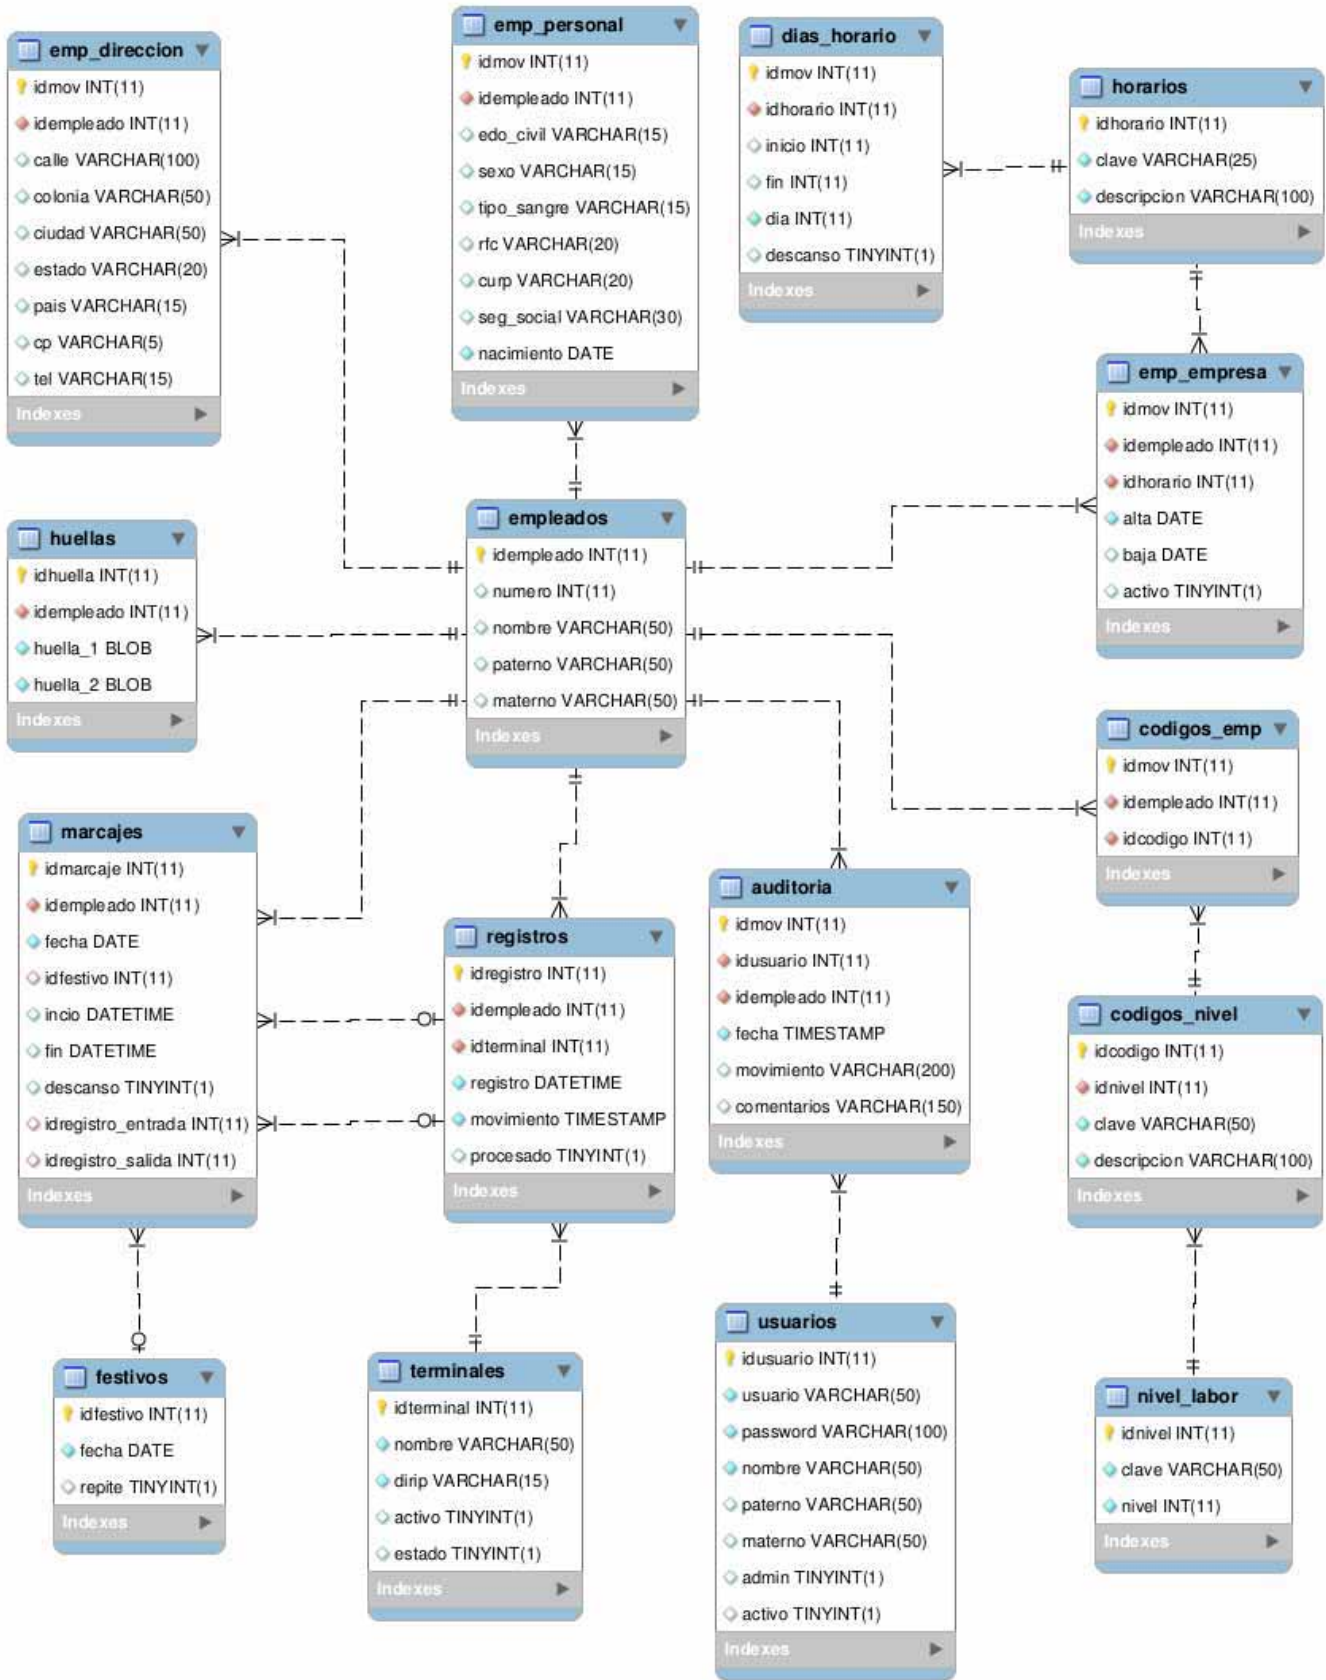 emp_direccion
idmov INT(11)
idempleado INT(11)
calle VARCHAR(100)
colonia VARCHAR(50)
ciudad VARCHAR(50)
estado VARCHAR(20)
pais VARCHAR(15)
cp VARCHAR(5)
tel VARCHAR(15)
Indexes
emp_personal
idmov INT(11)
idempleado INT(11)
edo_civil VARCHAR(15)
sexo VARCHAR(15)
tipo_sangre VARCHAR(15)
rfc VARCHAR(20)
curp VARCHAR(20)
seg_social VARCHAR(30)
nacimiento DATE
Indexes
dias_horario
idmov INT(11)
idhorario INT(11)
inicio INT(11)
fin INT(11)
dia INT(11)
descanso TINYINT(1)
Indexes
horarios
idhorario INT(11)
clave VARCHAR(25)
descripcion VARCHAR(100)
Indexes
emp_empresa
idmov INT(11)
idempleado INT(11)
idhorario INT(11)
alta DATE
baja DATE
activo TINYINT(1)
Indexes
huellas
idhuella INT(11)
idempleado INT(11)
huella_1 BLOB
huella_2 BLOB
Indexes
empleados
idempleado INT(11)
numero INT(11)
nombre VARCHAR(50)
paterno VARCHAR(50)
materno VARCHAR(50)
Indexes
codigos_emp
idmov INT(11)
idempleado INT(11)
idcodigo INT(11)
Indexes
marcajes
idmarcaje INT(11)
idempleado INT(11)
fecha DATE
idfestivo INT(11)
incio DATETIME
fin DATETIME
descanso TINYINT(1)
idregistro_entrada INT(11)
idregistro_salida INT(11)
Indexes
registros
idregistro INT(11)
idempleado INT(11)
idterminal INT(11)
registro DATETIME
movimiento TIMESTAMP
procesado TINYINT(1)
Indexes
auditoria
idmov INT(11)
idusuario INT(11)
idempleado INT(11)
fecha TIMESTAMP
movimiento VARCHAR(200)
comentarios VARCHAR(150)
Indexes
codigos_nivel
idcodigo INT(11)
idnivel INT(11)
clave VARCHAR(50)
descripcion VARCHAR(100)
Indexes
festivos
idfestivo INT(11)
fecha DATE
repite TINYINT(1)
Indexes
terminales
idterminal INT(11)
nombre VARCHAR(50)
dirip VARCHAR(15)
activo TINYINT(1)
estado TINYINT(1)
Indexes
usuarios
idusuario INT(11)
usuario VARCHAR(50)
password VARCHAR(100)
nombre VARCHAR(50)
paterno VARCHAR(50)
materno VARCHAR(50)
admin TINYINT(1)
activo TINYINT(1)
Indexes
nivel_labor
idnivel INT(11)
clave VARCHAR(50)
nivel INT(11)
Indexes